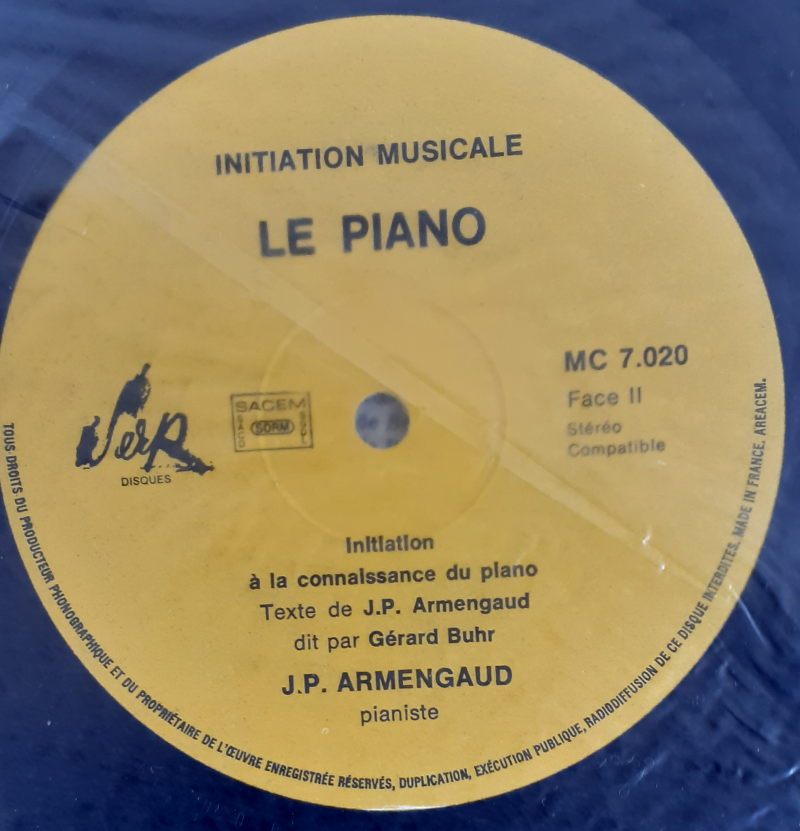 INITIATION MUSICALE
LE PIANO
MC 7.020
Face II
Stéréo
Compatible
SerP
DISQUES
SACEM
SDRM
Initiation
à la connaissance du piano
Texte de J.P. Armengaud
dit par Gérard Buhr
J.P. ARMENGAUD
pianiste
TOUS DROITS DU PRODUCTEUR PHONOGRAPHIQUE ET DU PROPRIÉTAIRE DE L'ŒUVRE ENREGISTRÉE RÉSERVÉS, DUPLICATION, EXÉCUTION PUBLIQUE, RADIODIFFUSION DE CE DISQUE INTERDITES. MADE IN FRANCE. AREACEM.